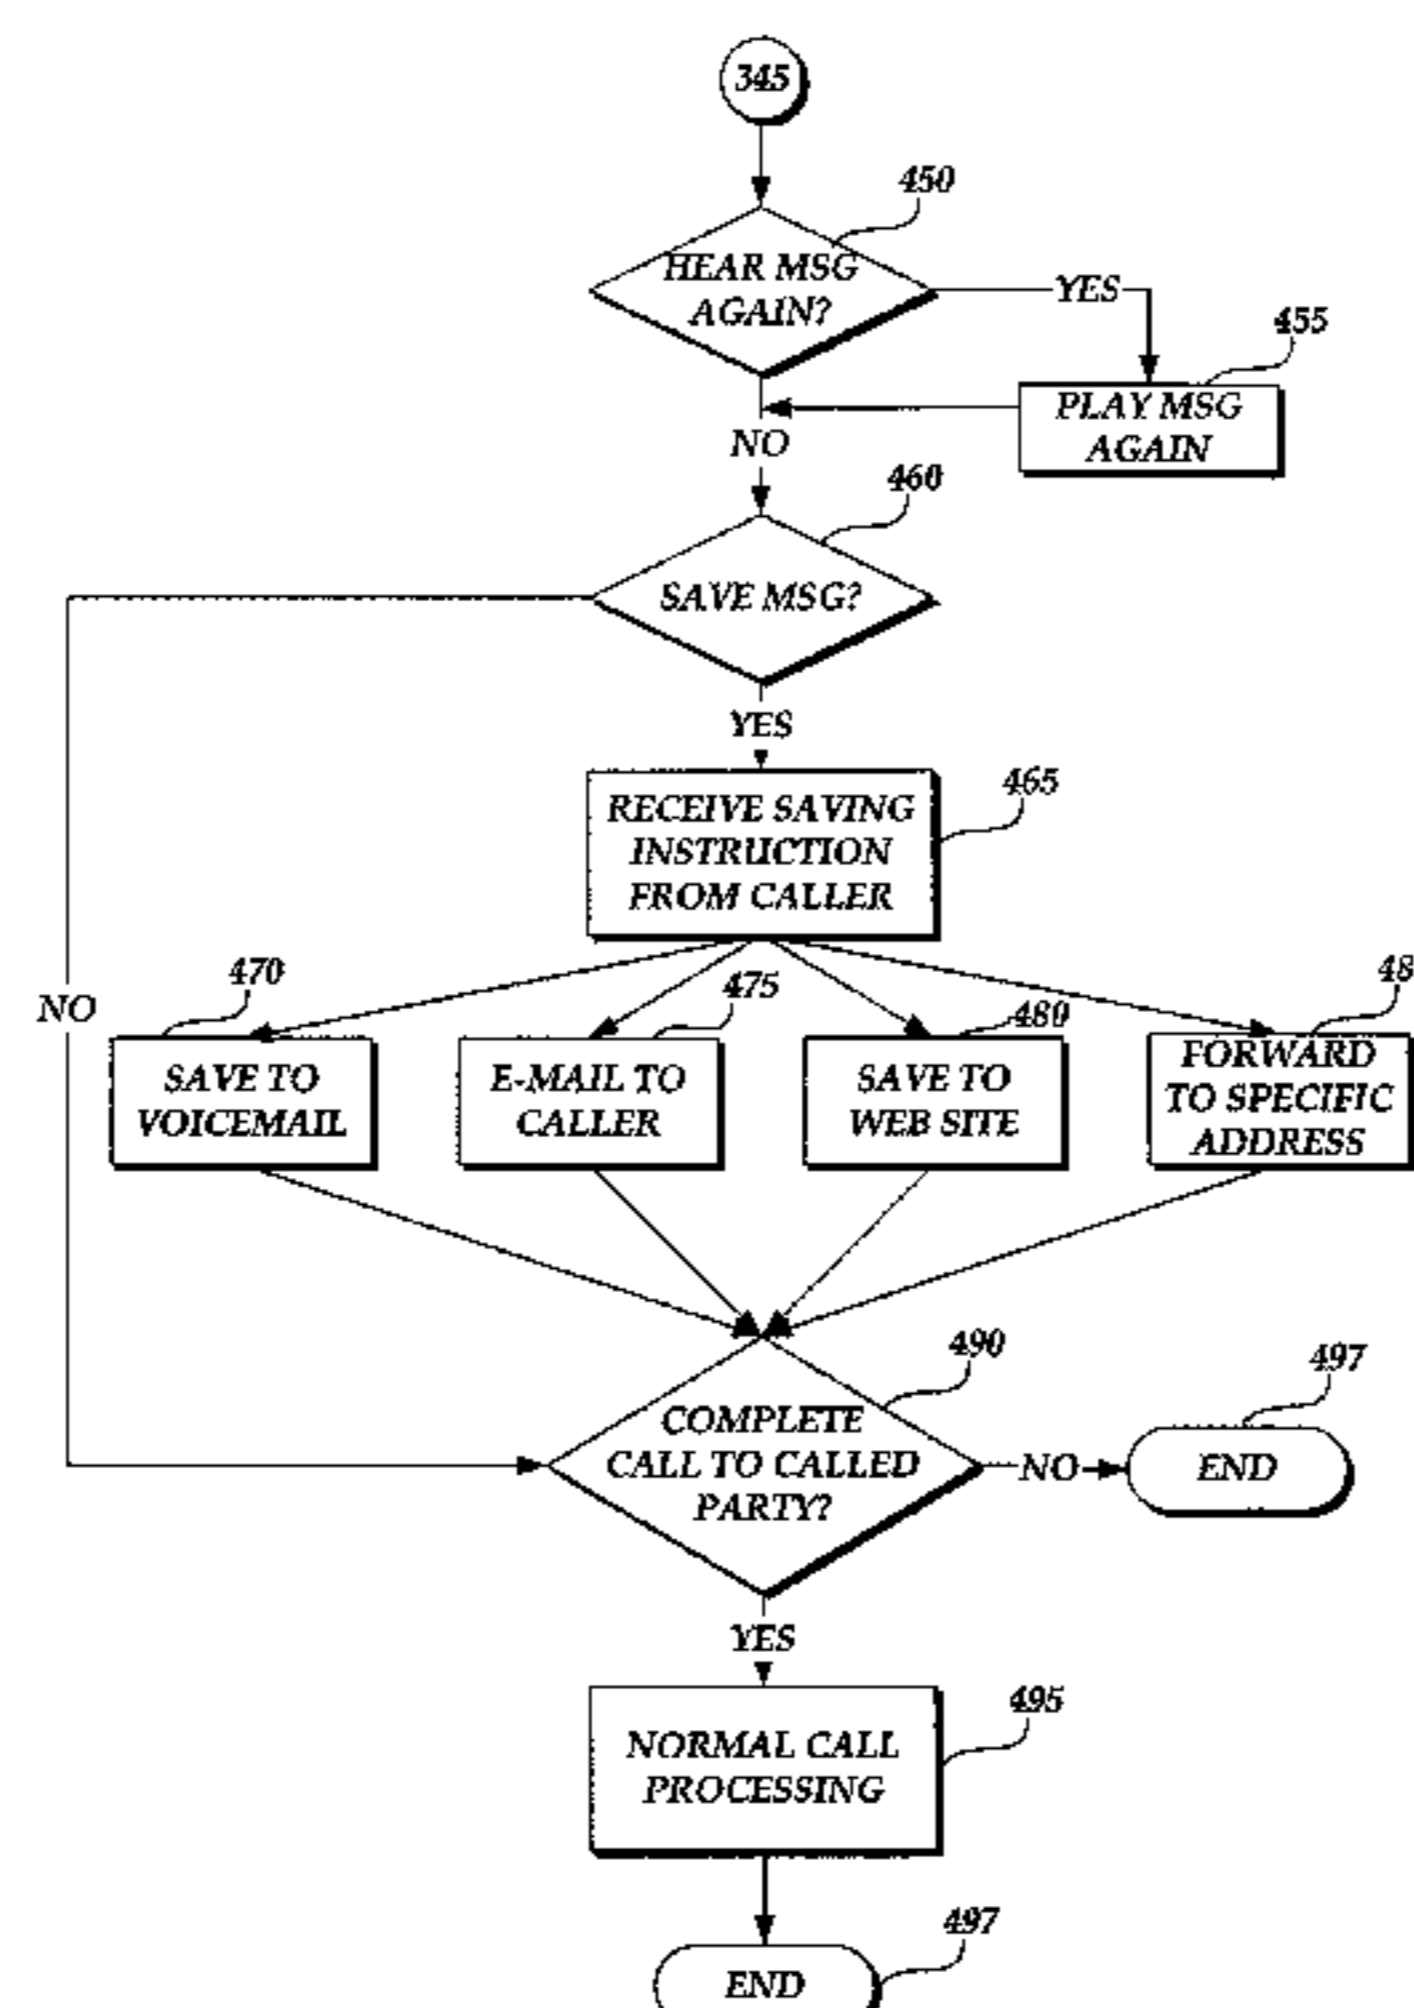 345
450
HEAR MSG
AGAIN?
YES
455
PLAY MSG
AGAIN
NO
460
SAVE MSG?
YES
465
RECEIVE SAVING
INSTRUCTION
FROM CALLER
NO
470
SAVE TO
VOICEMAIL
475
E-MAIL TO
CALLER
480
SAVE TO
WEB SITE
48
FORWARD
TO SPECIFIC
ADDRESS
490
COMPLETE
CALL TO CALLED
PARTY?
NO
497
END
YES
495
NORMAL CALL
PROCESSING
497
END